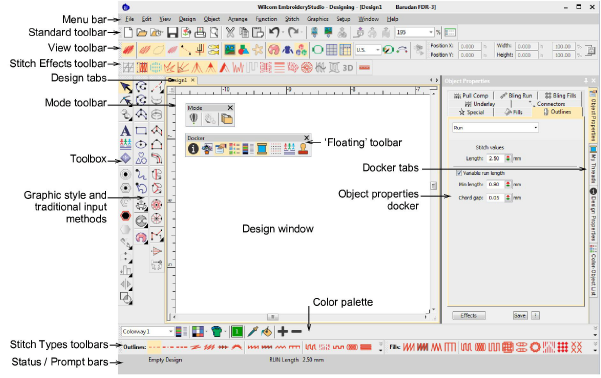 Wilcom EmbroideryStudio - Designing - [Design1 Barudan FDR-3]
Menu bar
File Edit View Design Object Arrange Function Stitch Graphics Setup Window Help
Standard toolbar
195 %
View toolbar
U.S.
Position X: 0.000 Width: 0.000 100.00 %
Position Y: 0.000 Height: 0.000 100.00 %
Stitch Effects toolbar
3D
Design tabs
Design1
Object Properties
Mode toolbar
Mode
Pull Comp Bling Run Bling Fills
Underlay Connectors
Special Fills Outlines
Docker
'Floating' toolbar
Run
Toolbox
Docker tabs
Stitch values
Length: 2.50 mm
Variable run length
Min length: 0.80 mm
Chord gap: 0.05 mm
Graphic style and
traditional input
methods
Object properties
docker
Design window
Object Properties
My Threads
Design Properties
Color Object List
Color palette
Effects Save
Colorway 1
1
Stitch Types toolbars
Outlines:
Fills:
Status / Prompt bars
Empty Design
RUN Length 2.50 mm